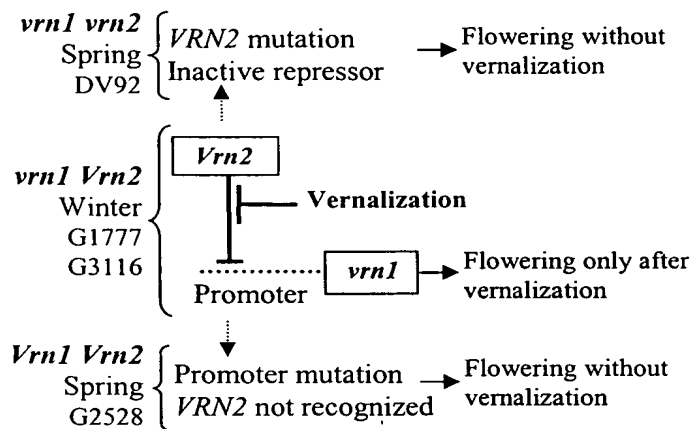 vrn1 vrn2
Spring
DV92
VRN2 mutation
Inactive repressor
Flowering without
vernalization
vrn1 Vrn2
Winter
G1777
G3116
Vrn2
Vernalization
Promoter
vrn1
Flowering only after
vernalization
Vrn1 Vrn2
Spring
G2528
Promoter mutation
VRN2 not recognized
Flowering without
vernalization